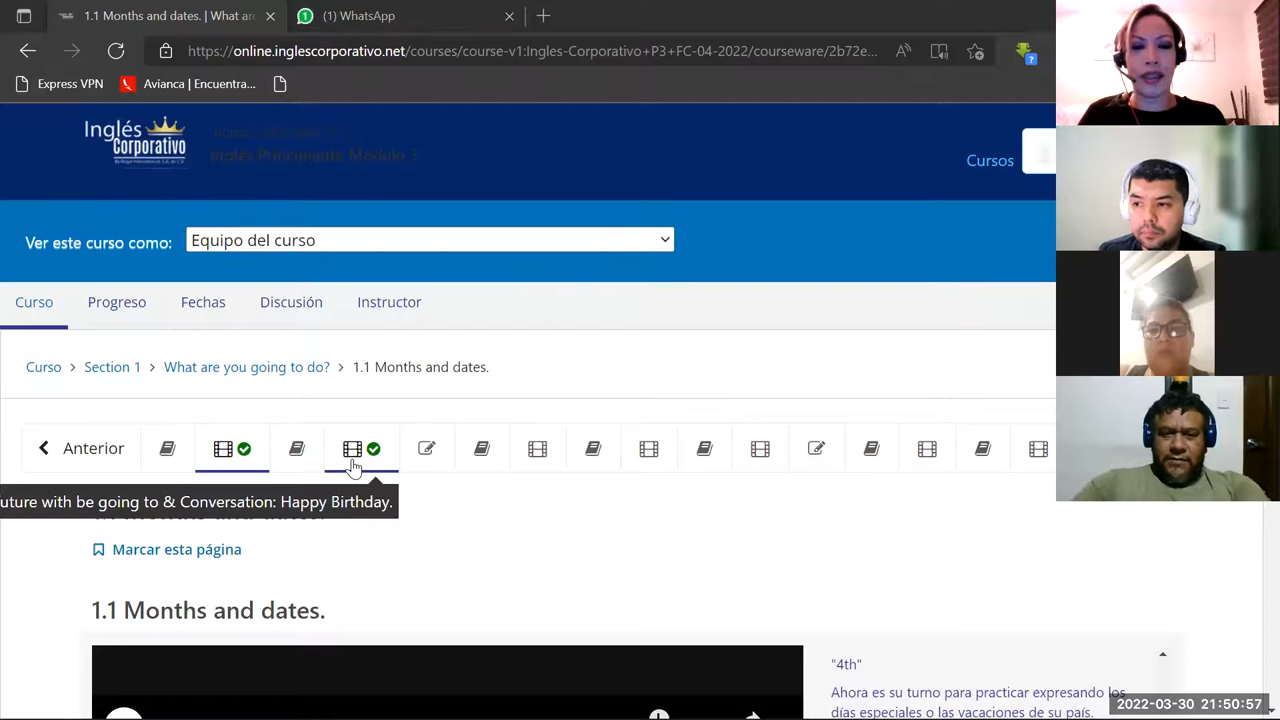 1.1 Months and dates. | What are
(1) WhatsApp
https://online.inglescorporativo.net/courses/course-v1:Ingles-Corporativo+P3+FC-04-2022/courseware/2b72e...
Express VPN
Avianca | Encuentra...
Inglés
Corporativo
Inglés Principiante Módulo 3
Cursos
Ver este curso como:
Equipo del curso
Curso
Progreso
Fechas
Discusión
Instructor
Curso > Section 1 > What are you going to do? > 1.1 Months and dates.
Anterior
uture with be going to & Conversation: Happy Birthday.
Marcar esta página
1.1 Months and dates.
"4th"
Ahora es su turno para practicar expresando los
días especiales o las vacaciones de su país.
2022-03-30 21:50:57